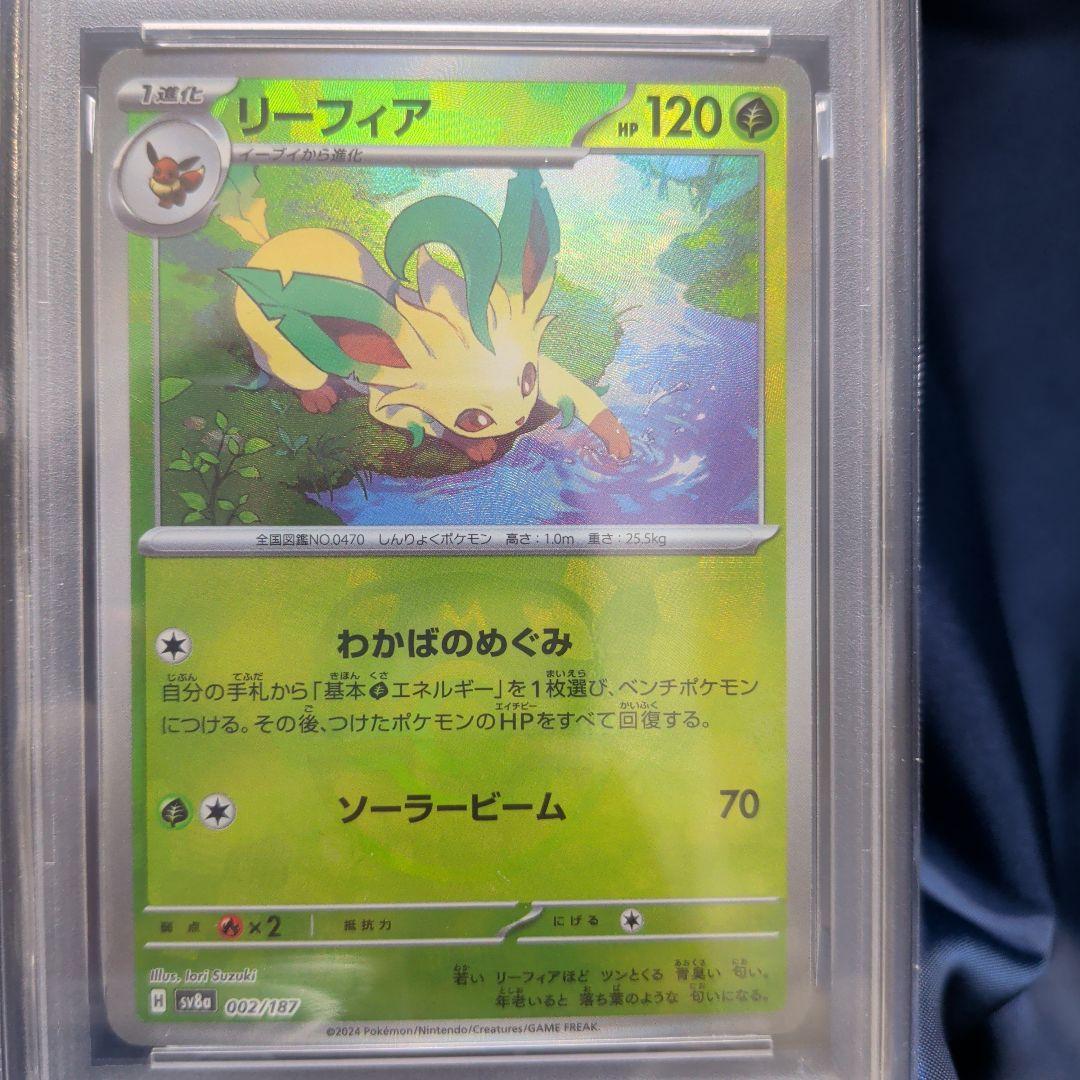 1進化
リーフィア
HP 120
イーブイから進化
全国図鑑NO.0470 しんりょくポケモン 高さ:1.0m 重さ:25.5kg
わかばのめぐみ
自分の手札から「基本エネルギー」を1枚選び、ベンチポケモン
につける。その後、つけたポケモンのHPをすべて回復する。
ソーラービーム 70
弱点 ×2 抵抗力 にげる
Illus. Iori Suzuki
若い リーフィアほど ツンとくる 青臭い 匂い。
年老いると 落ち葉のような 匂いになる。
H sv8a 002/187
©2024 Pokémon/Nintendo/Creatures/GAME FREAK.